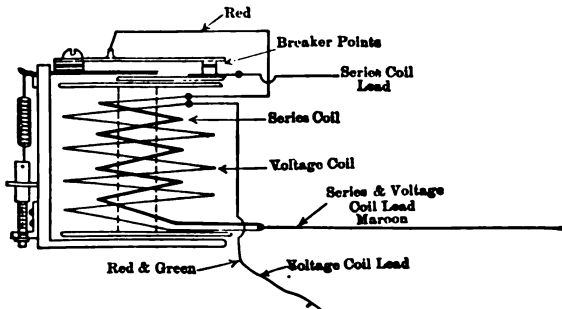 Red
Breaker Points
Series Coil
Lead
Series Coil
Voltage Coil
Series & Voltage
Coil Lead
Maroon
Red & Green
Voltage Coil Lead